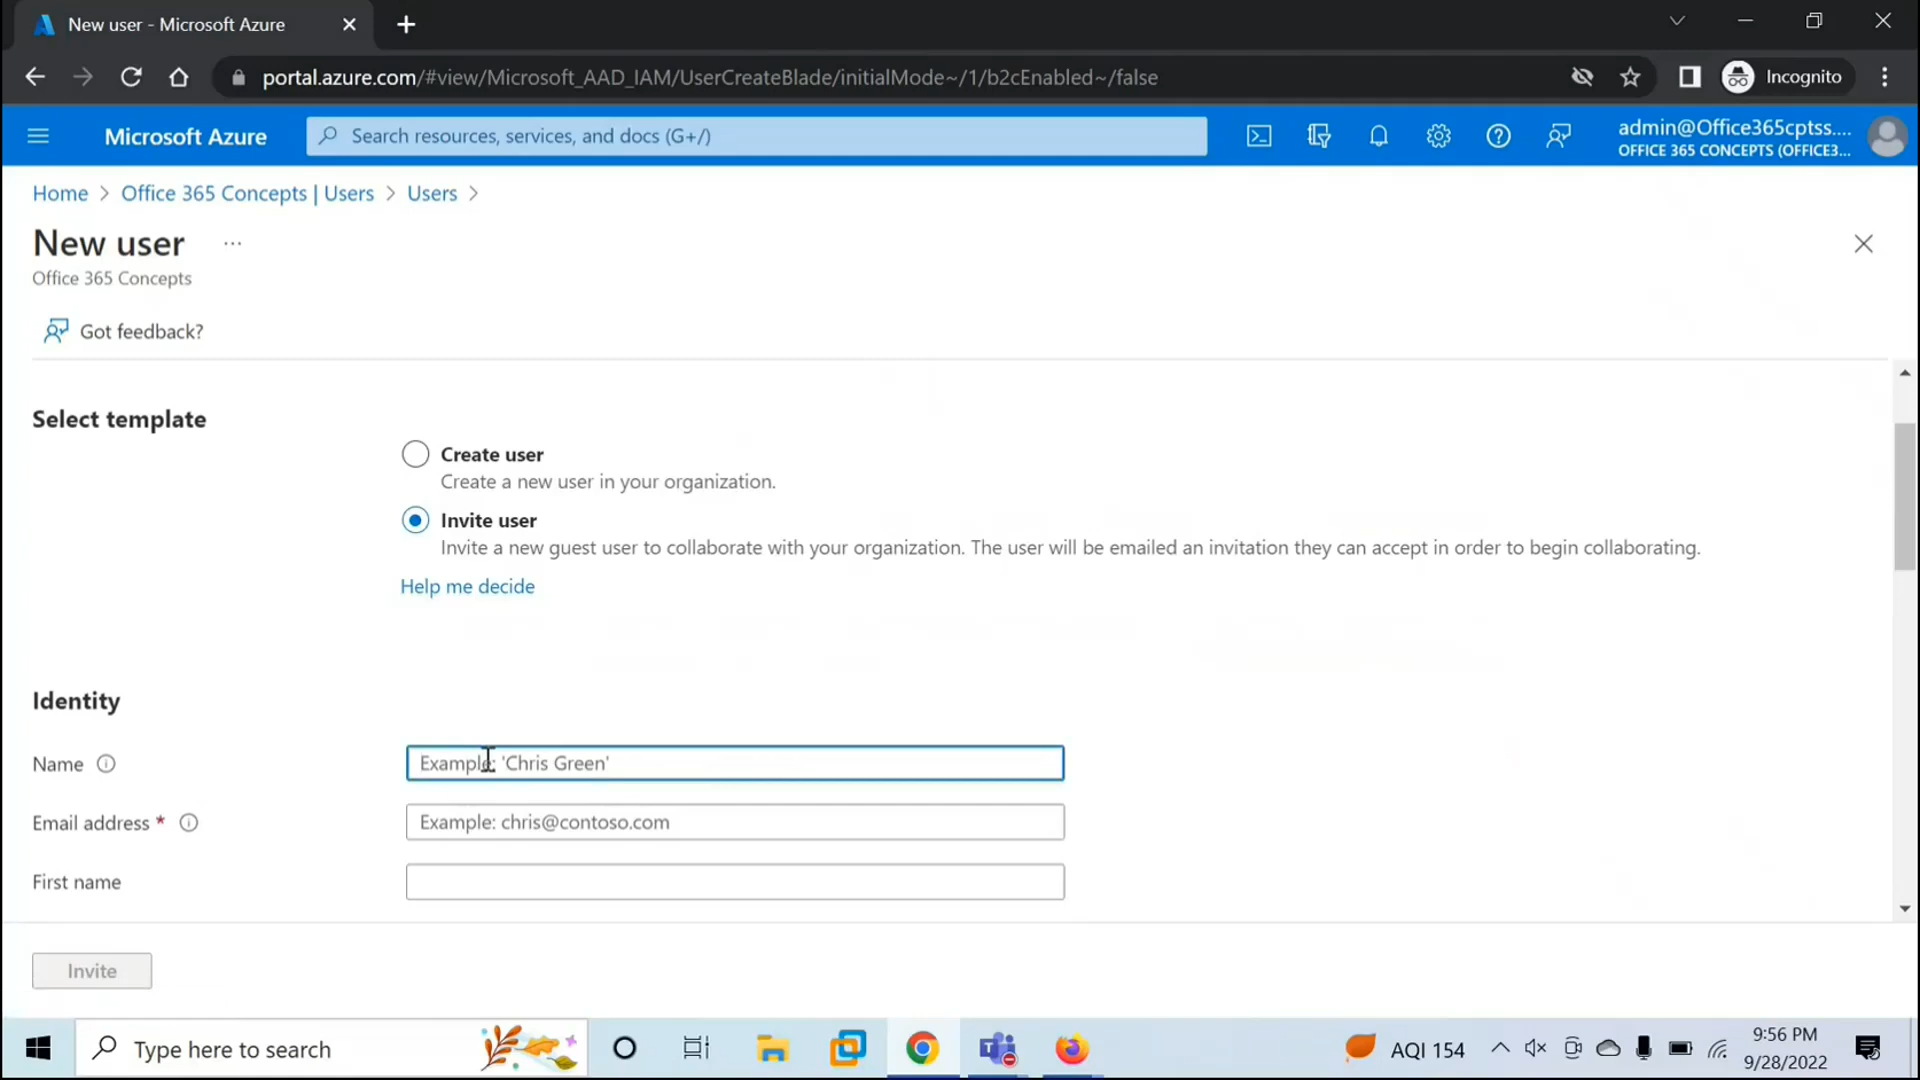 New user - Microsoft Azure
portal.azure.com/#view/Microsoft_AAD_IAM/UserCreateBlade/initialMode~/1/b2cEnabled~/false
Incognito
Microsoft Azure
Search resources, services, and docs (G+/)
admin@Office365cptss....
OFFICE 365 CONCEPTS (OFFICE3...
Home > Office 365 Concepts | Users > Users >
New user ...
Office 365 Concepts
Got feedback?
Select template
Create user
Create a new user in your organization.
Invite user
Invite a new guest user to collaborate with your organization. The user will be emailed an invitation they can accept in order to begin collaborating.
Help me decide
Identity
Name
Example: 'Chris Green'
Email address *
Example: chris@contoso.com
First name
Invite
Type here to search
AQI 154
9:56 PM
9/28/2022